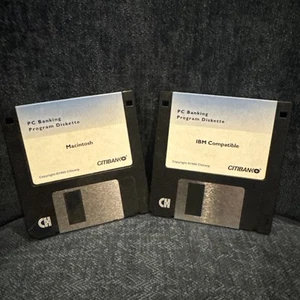 PC Banking
Program Diskette
Macintosh
CITIBANK
PC Banking
Program Diskette
IBM Compatible
CITIBANK